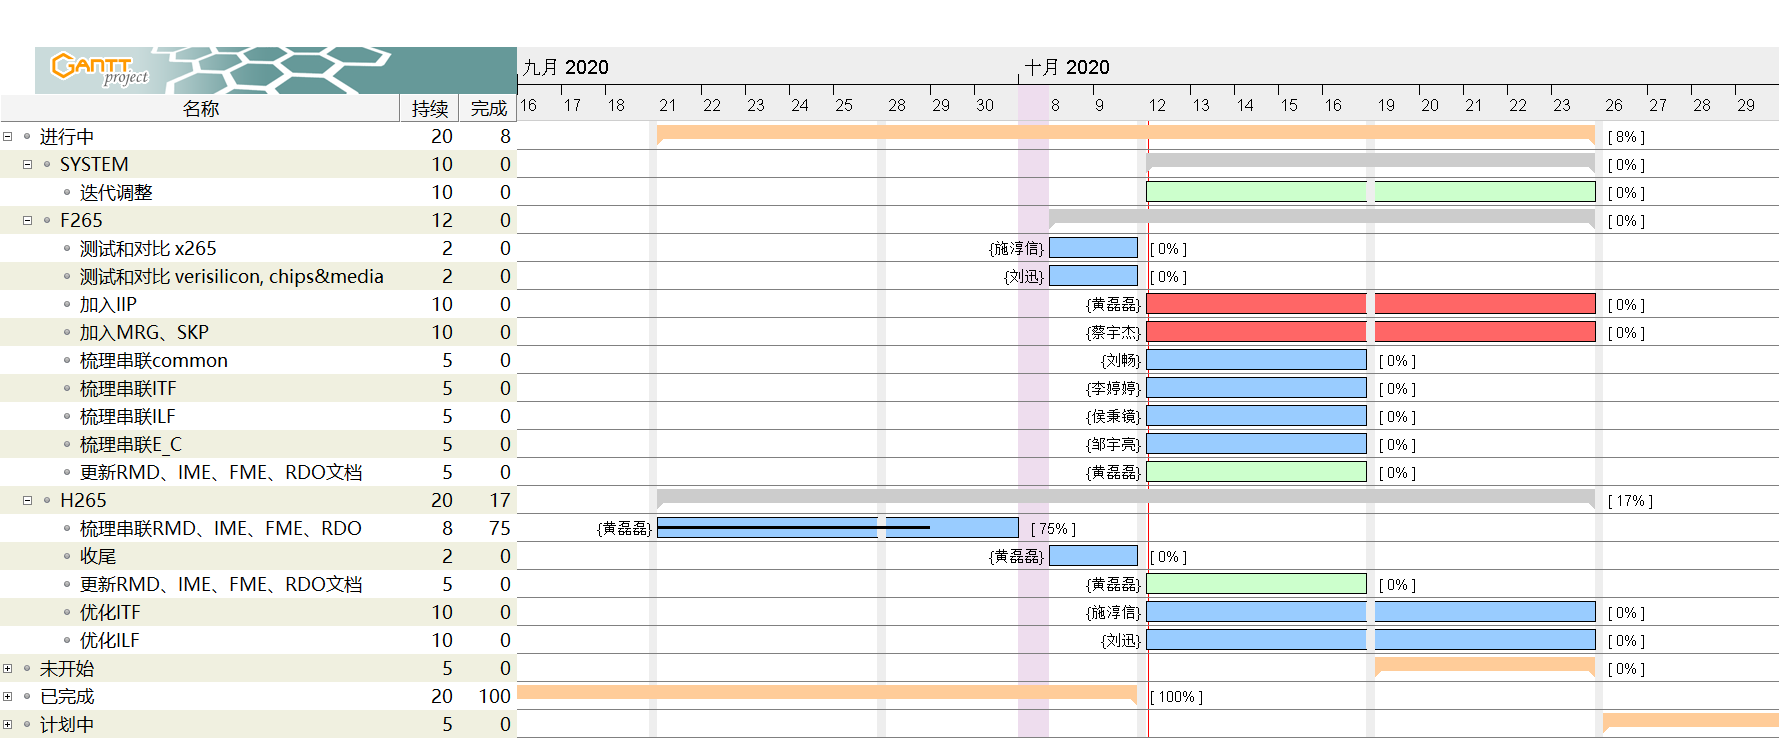 GANTT
project
九月 2020
十月 2020
名称 持续 完成
16 17 18 21 22 23 24 25 28 29 30 8 9 12 13 14 15 16 19 20 21 22 23 26 27 28 29
进行中 20 8 [ 8% ]
SYSTEM 10 0 [ 0% ]
迭代调整 10 0 [ 0% ]
F265 12 0 [ 0% ]
测试和对比 x265 2 0 {施淳信} [ 0% ]
测试和对比 verisilicon, chips&media 2 0 {刘迅} [ 0% ]
加入IIP 10 0 {黄磊磊} [ 0% ]
加入MRG、SKP 10 0 {蔡宇杰} [ 0% ]
梳理串联common 5 0 {刘畅} [ 0% ]
梳理串联ITF 5 0 {李婷婷} [ 0% ]
梳理串联ILF 5 0 {侯秉镜} [ 0% ]
梳理串联E_C 5 0 {邹宇亮} [ 0% ]
更新RMD、IME、FME、RDO文档 5 0 {黄磊磊} [ 0% ]
H265 20 17 [ 17% ]
梳理串联RMD、IME、FME、RDO 8 75 {黄磊磊} [ 75% ]
收尾 2 0 {黄磊磊} [ 0% ]
更新RMD、IME、FME、RDO文档 5 0 {黄磊磊} [ 0% ]
优化ITF 10 0 {施淳信} [ 0% ]
优化ILF 10 0 {刘迅} [ 0% ]
未开始 5 0 [ 0% ]
已完成 20 100 [ 100% ]
计划中 5 0